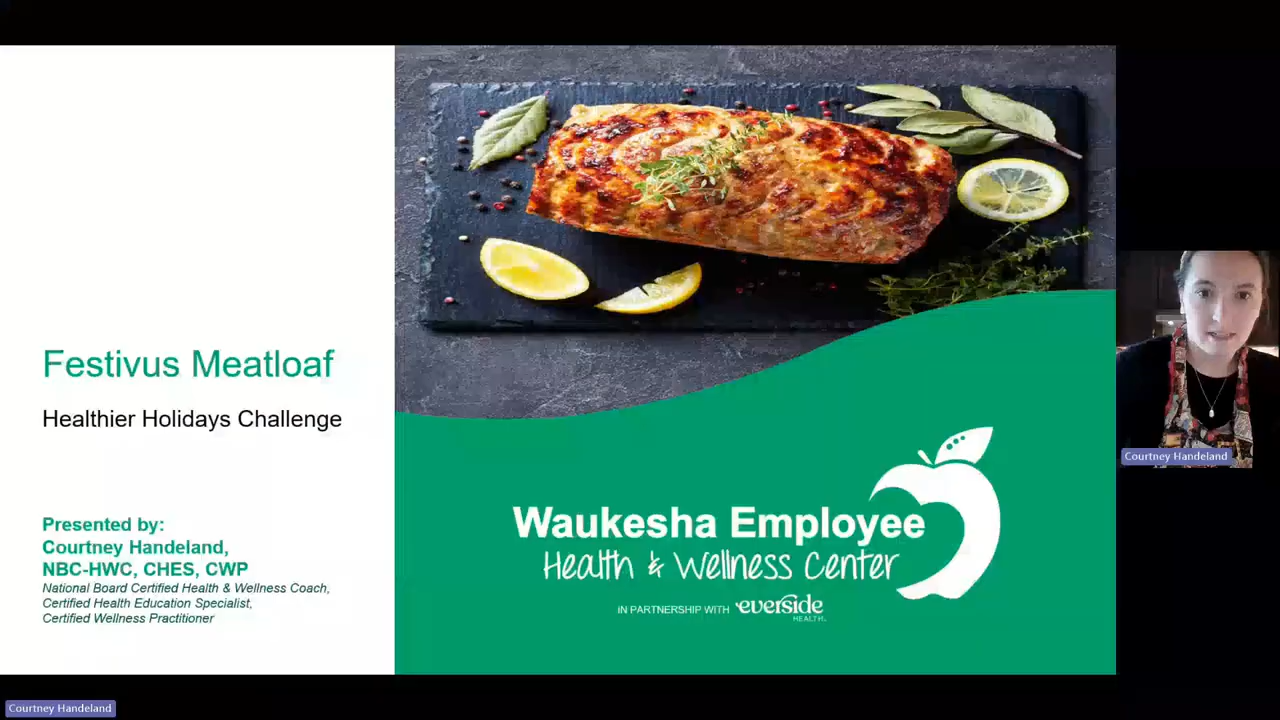 Festivus Meatloaf
Healthier Holidays Challenge
Presented by:
Courtney Handeland,
NBC-HWC, CHES, CWP
National Board Certified Health & Wellness Coach,
Certified Health Education Specialist,
Certified Wellness Practitioner
Waukesha Employee
Health & Wellness Center
IN PARTNERSHIP WITH everside
HEALTH
Courtney Handeland
Courtney Handeland